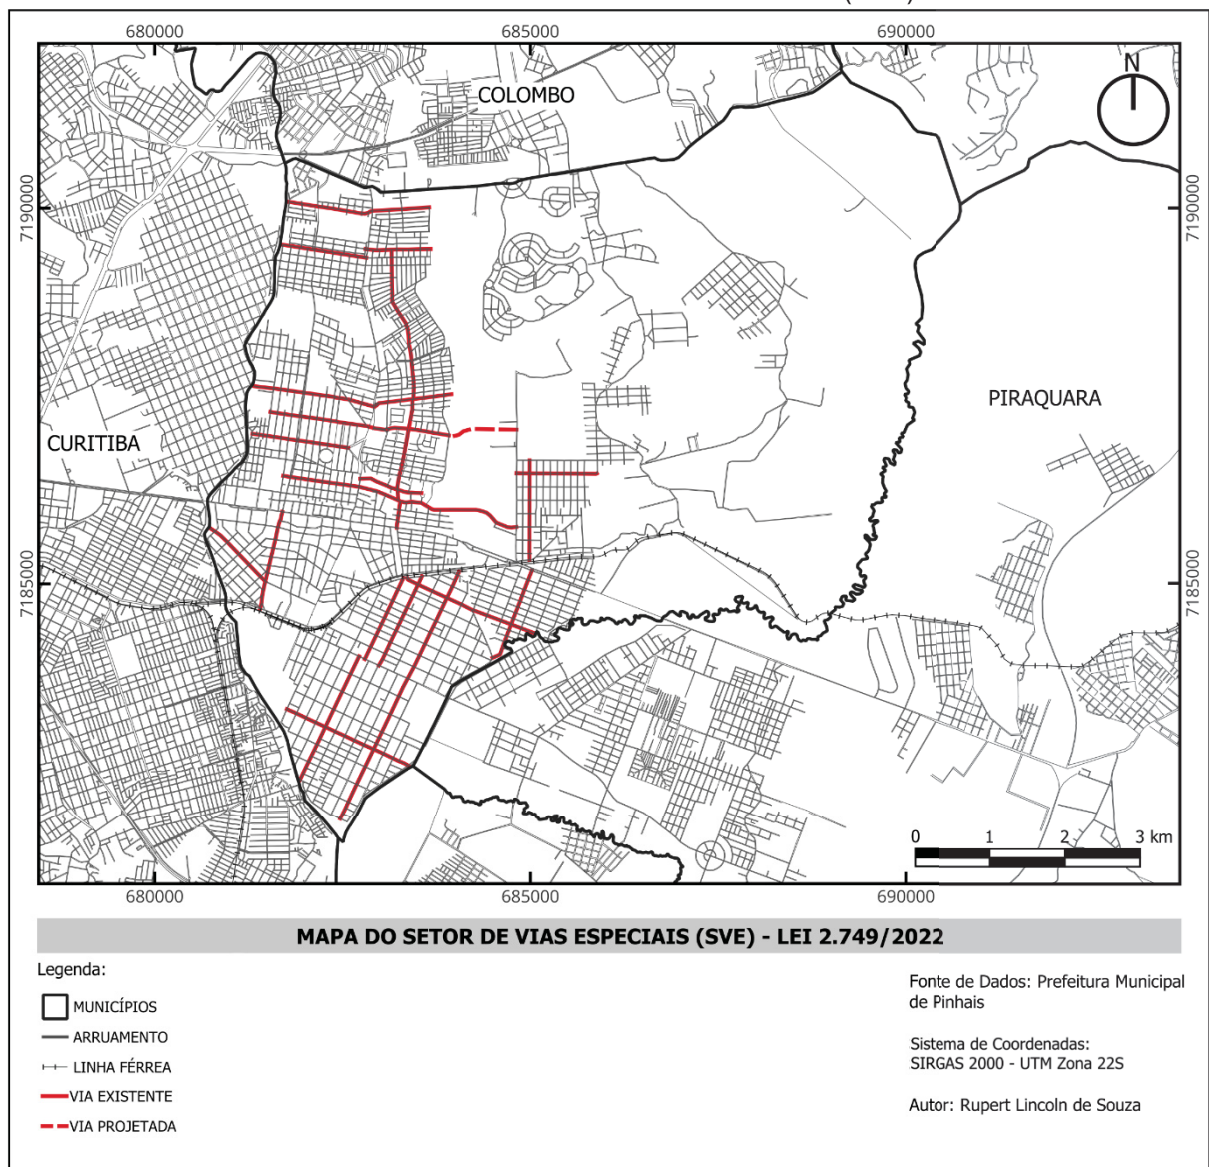 680000
685000
690000
N
COLOMBO
7190000
7190000
PIRAQUARA
CURITIBA
7185000
7185000
0 1 2 3 km
680000
685000
690000
MAPA DO SETOR DE VIAS ESPECIAIS (SVE) - LEI 2.749/2022
Legenda:
MUNICÍPIOS
ARRUAMENTO
LINHA FÉRREA
VIA EXISTENTE
VIA PROJETADA
Fonte de Dados: Prefeitura Municipal
de Pinhais
Sistema de Coordenadas:
SIRGAS 2000 - UTM Zona 22S
Autor: Rupert Lincoln de Souza